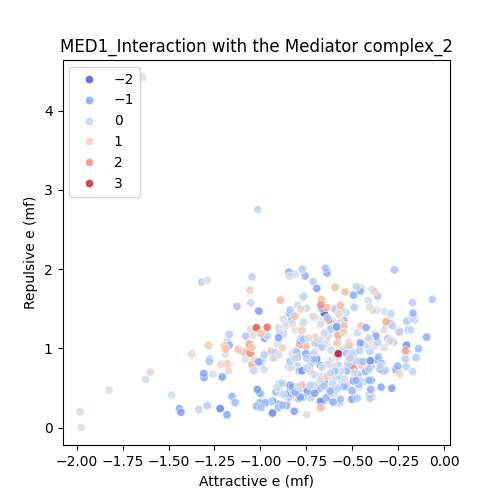 MED1_Interaction with the Mediator complex_2
−2
−1
0
1
2
3
4
3
2
1
0
Repulsive e (mf)
−2.00 −1.75 −1.50 −1.25 −1.00 −0.75 −0.50 −0.25 0.00
Attractive e (mf)